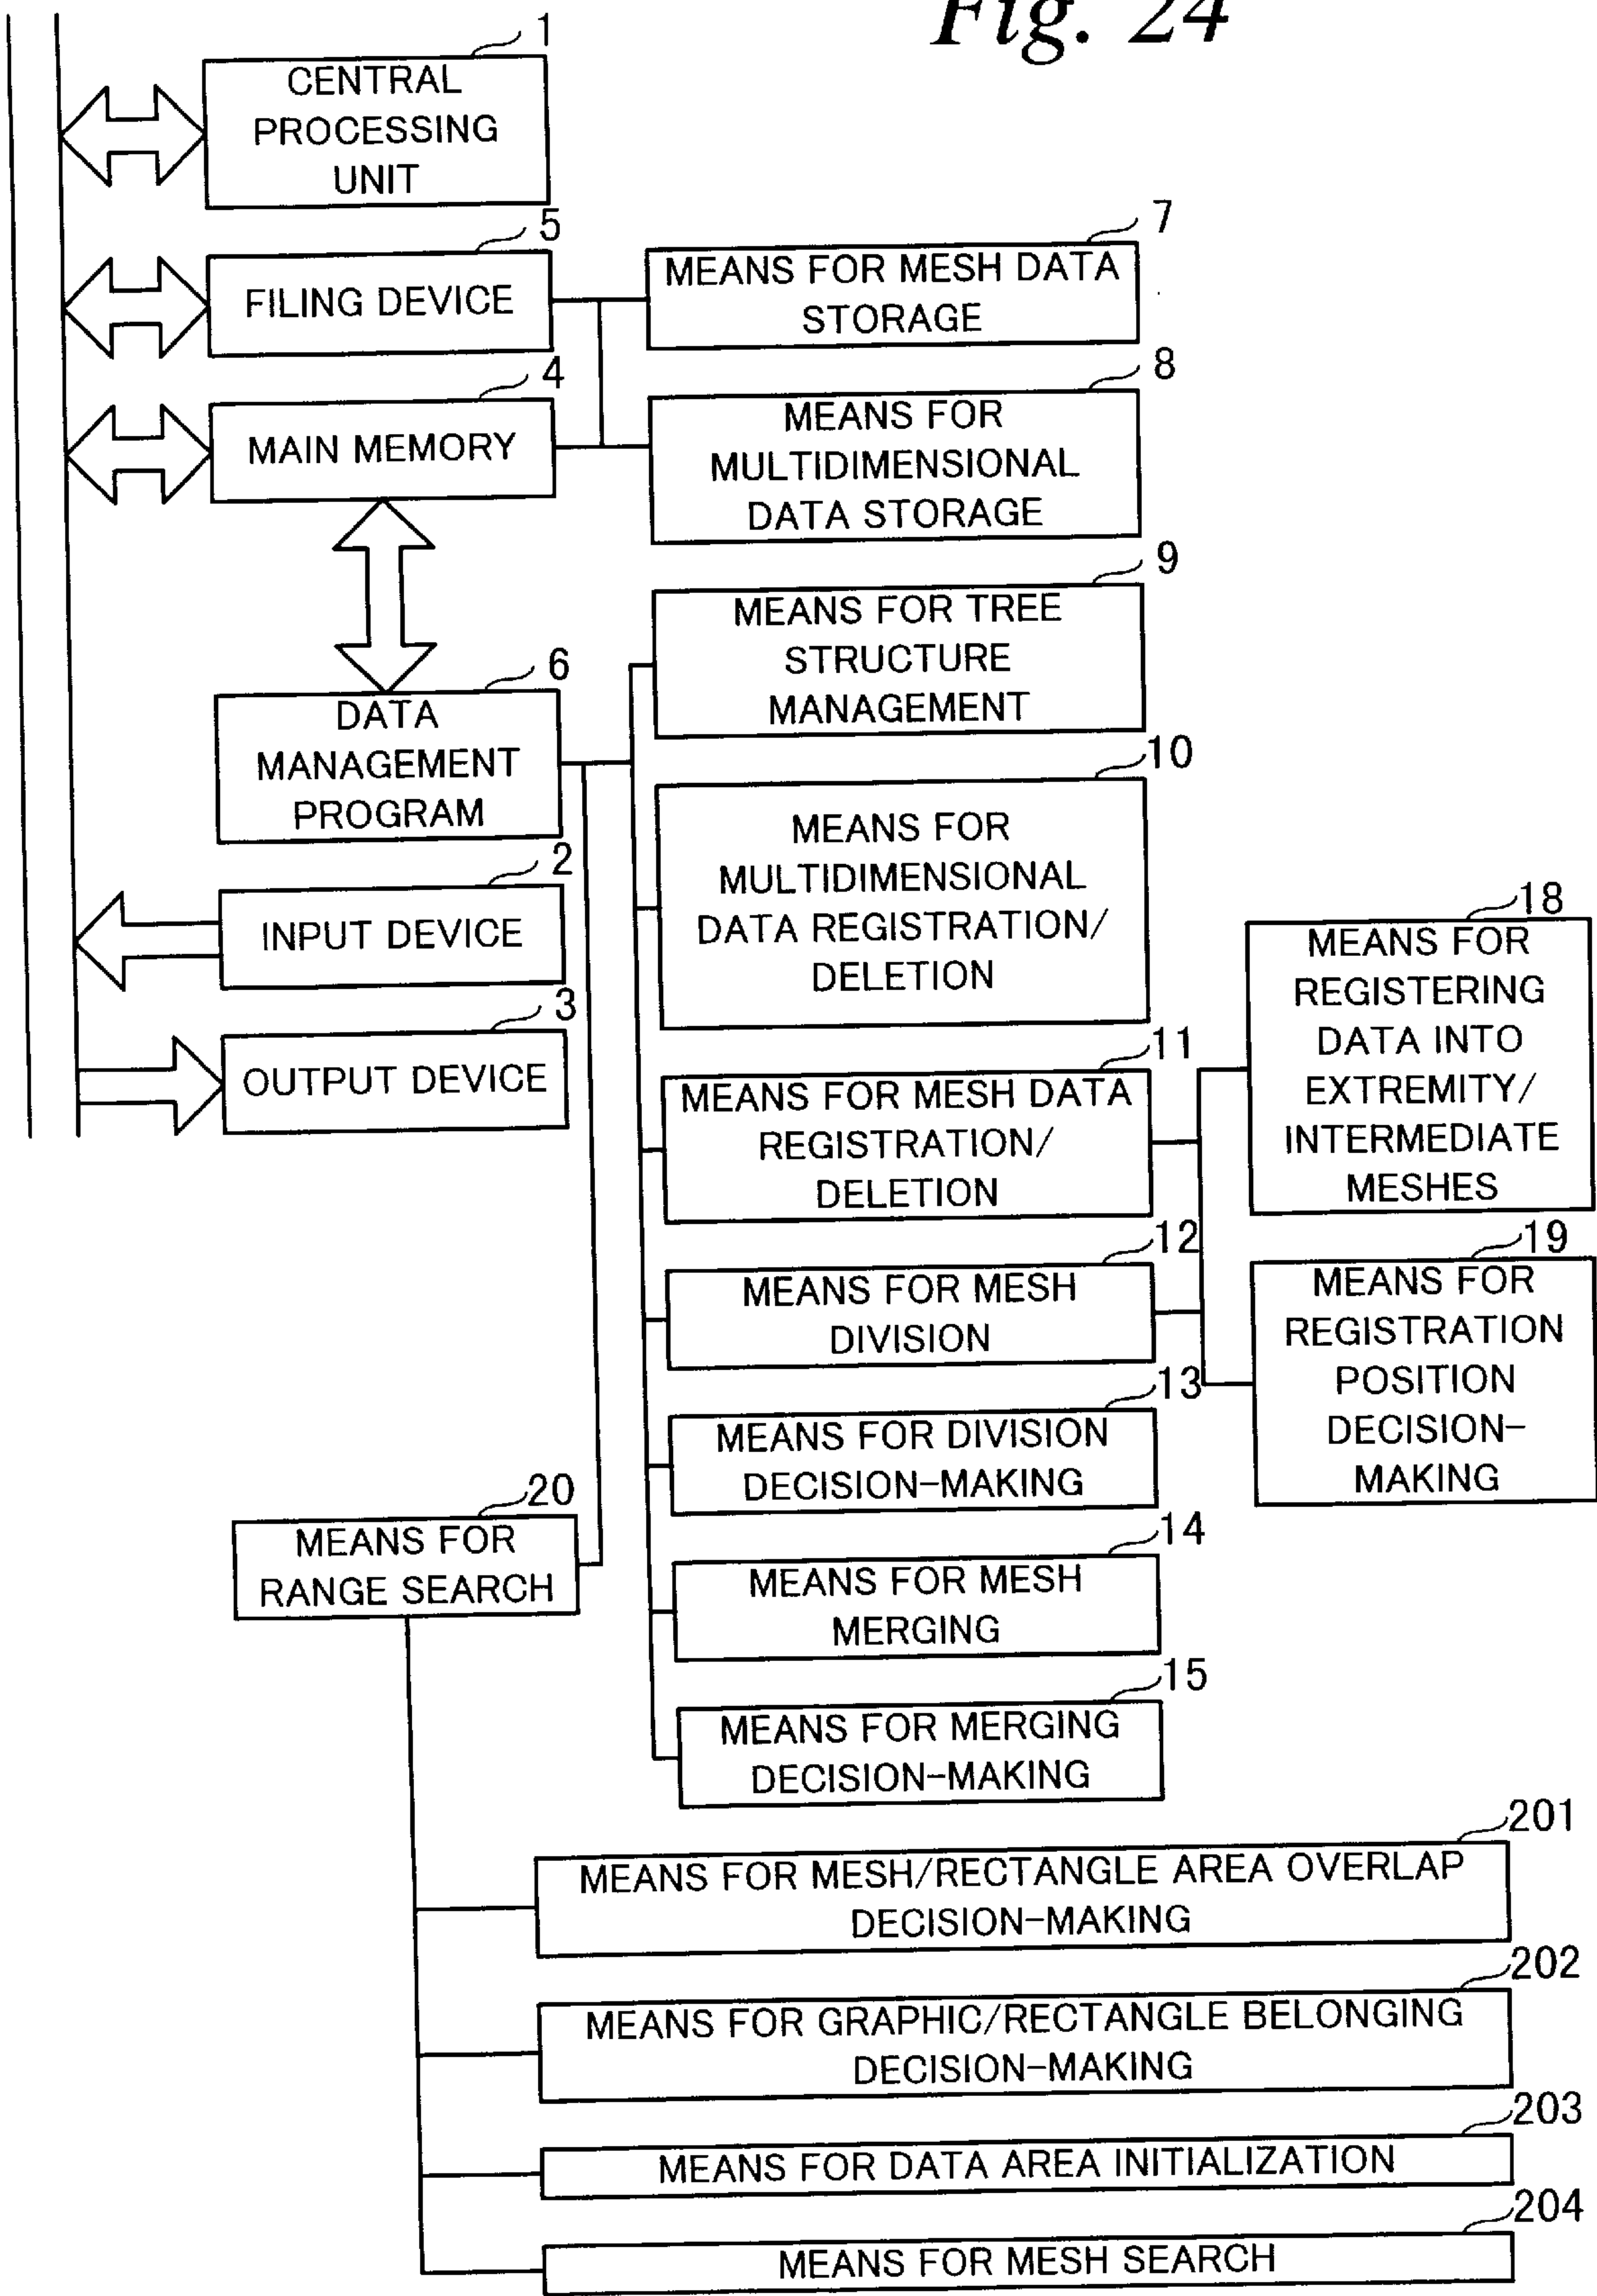 Fig. 24
1
CENTRAL
PROCESSING
UNIT
5
FILING DEVICE
7
MEANS FOR MESH DATA
STORAGE
4
MAIN MEMORY
8
MEANS FOR
MULTIDIMENSIONAL
DATA STORAGE
9
MEANS FOR TREE
STRUCTURE
MANAGEMENT
6
DATA
MANAGEMENT
PROGRAM
10
MEANS FOR
MULTIDIMENSIONAL
DATA REGISTRATION/
DELETION
2
INPUT DEVICE
3
OUTPUT DEVICE
11
MEANS FOR MESH DATA
REGISTRATION/
DELETION
18
MEANS FOR
REGISTERING
DATA INTO
EXTREMITY/
INTERMEDIATE
MESHES
12
MEANS FOR MESH
DIVISION
19
MEANS FOR
REGISTRATION
POSITION
DECISION-
MAKING
13
MEANS FOR DIVISION
DECISION-MAKING
20
MEANS FOR
RANGE SEARCH
14
MEANS FOR MESH
MERGING
15
MEANS FOR MERGING
DECISION-MAKING
201
MEANS FOR MESH/RECTANGLE AREA OVERLAP
DECISION-MAKING
202
MEANS FOR GRAPHIC/RECTANGLE BELONGING
DECISION-MAKING
203
MEANS FOR DATA AREA INITIALIZATION
204
MEANS FOR MESH SEARCH